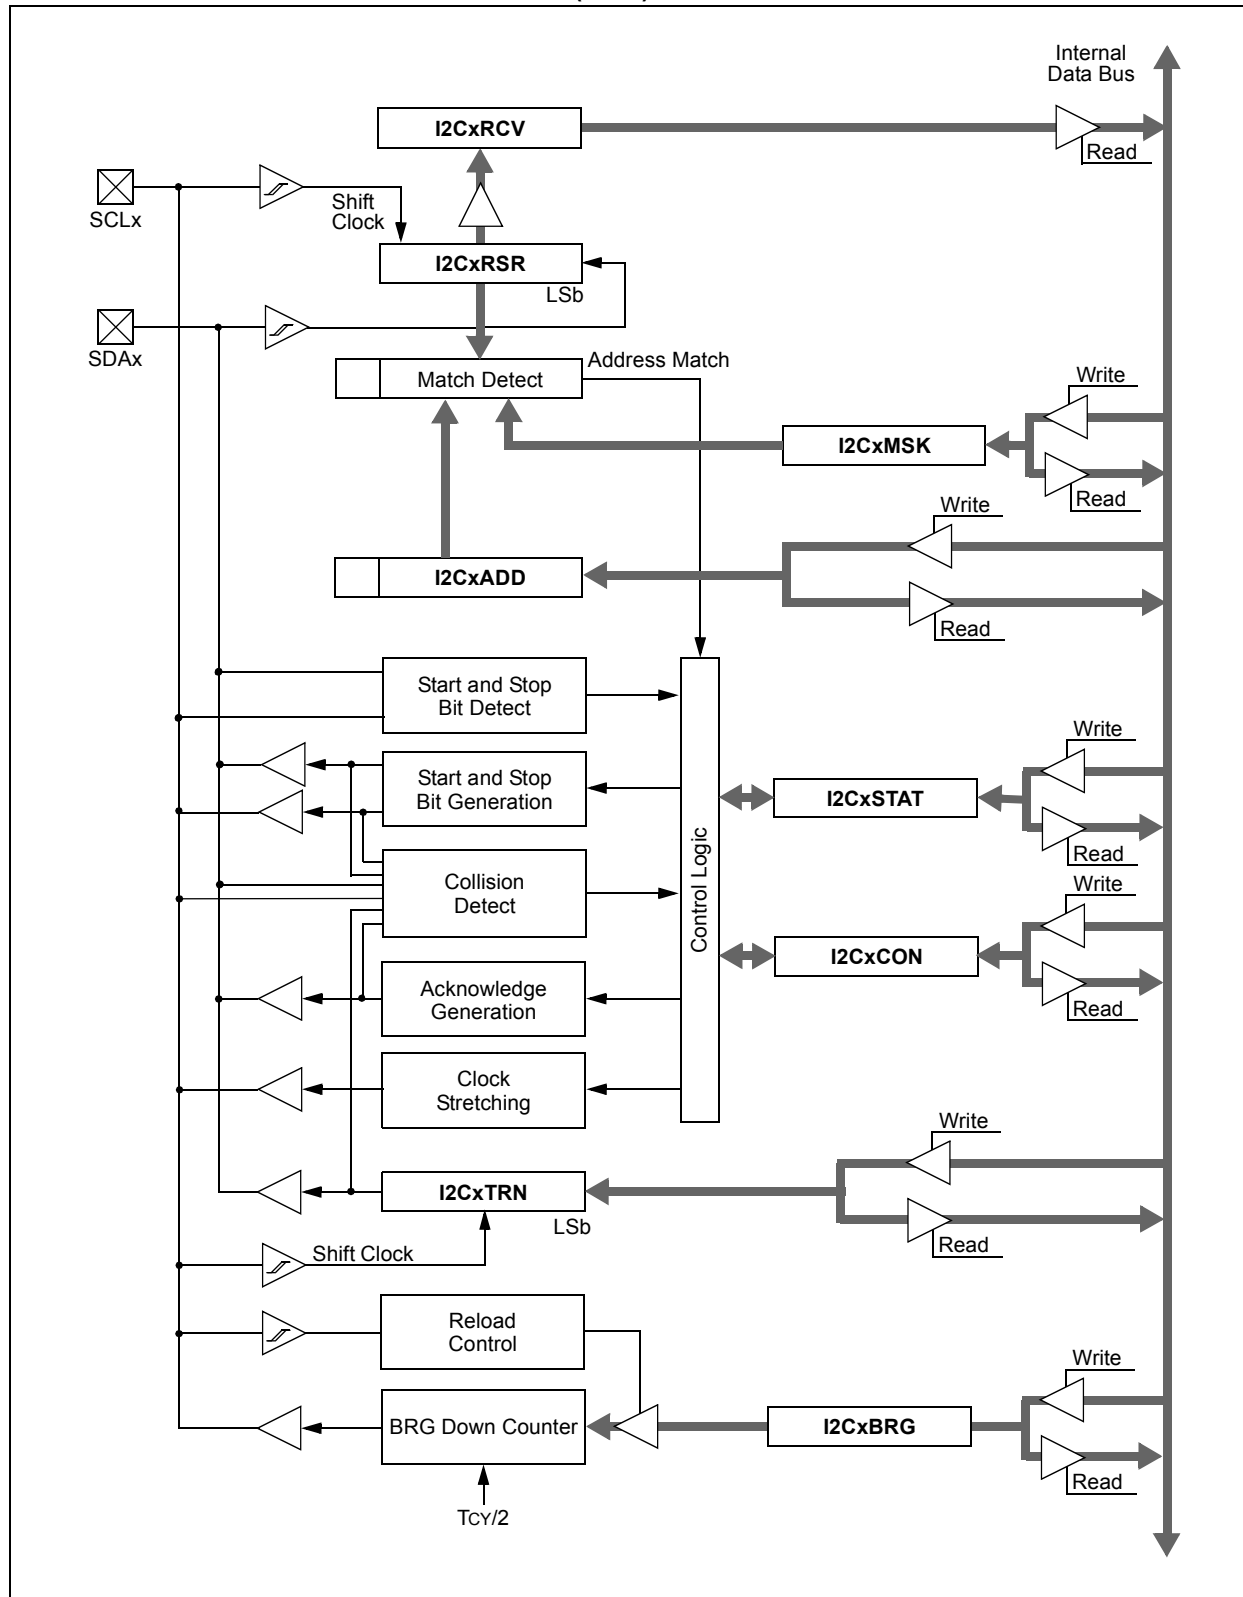 Internal
Data Bus
I2CxRCV
Read
SCLx
Shift
Clock
I2CxRSR
LSb
SDAx
Address Match
Match Detect
Write
I2CxMSK
Read
Write
I2CxADD
Read
Start and Stop
Bit Detect
Write
Start and Stop
Bit Generation
I2CxSTAT
Read
Control Logic
Collision
Detect
Write
I2CxCON
Acknowledge
Generation
Read
Clock
Stretching
Write
I2CxTRN
LSb
Read
Shift Clock
Reload
Control
Write
BRG Down Counter
I2CxBRG
Read
TCY/2